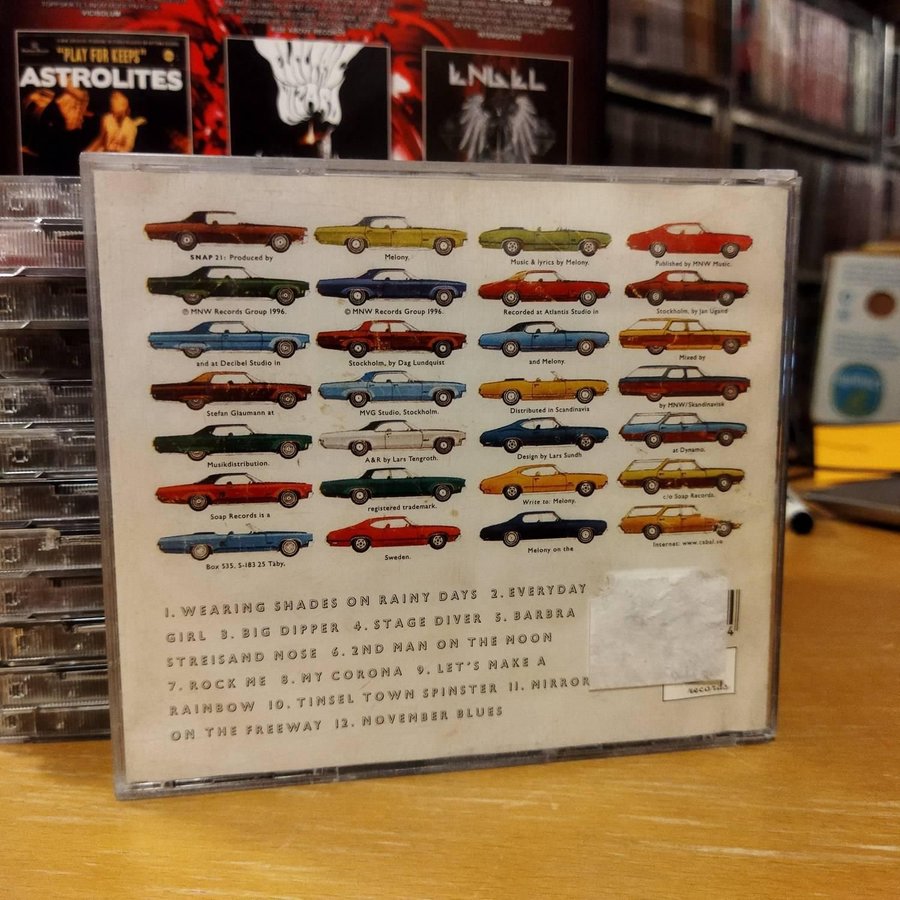 VICISOLUM
"PLAY FOR KEEPS"
ASTROLITES
ENGEL
SNAP 21: Produced by
Melony.
Music & lyrics by Melony.
Published by MNW Music.
℗ MNW Records Group 1996.
© MNW Records Group 1996.
Recorded at Atlantis Studio in
Stockholm, by Jan Ugand
and at Decibel Studio in
Stockholm, by Dag Lundquist
and Melony.
Mixed by
Stefan Glaumann at
MVG Studio, Stockholm.
Distributed in Scandinavia
by MNW/Skandinavisk
Musikdistribution.
A&R by Lars Tengroth.
Design by Lars Sundh
at Dynamo.
Soap Records is a
registered trademark.
Write to: Melony.
c/o Soap Records.
Box 535, S-183 25 Täby,
Sweden.
Melony on the
Internet: www.cabal.se
1. WEARING SHADES ON RAINY DAYS 2. EVERYDAY
GIRL 3. BIG DIPPER 4. STAGE DIVER 5. BARBRA
STREISAND NOSE 6. 2ND MAN ON THE MOON
7. ROCK ME 8. MY CORONA 9. LET'S MAKE A
RAINBOW 10. TINSEL TOWN SPINSTER 11. MIRROR
ON THE FREEWAY 12. NOVEMBER BLUES
4
records